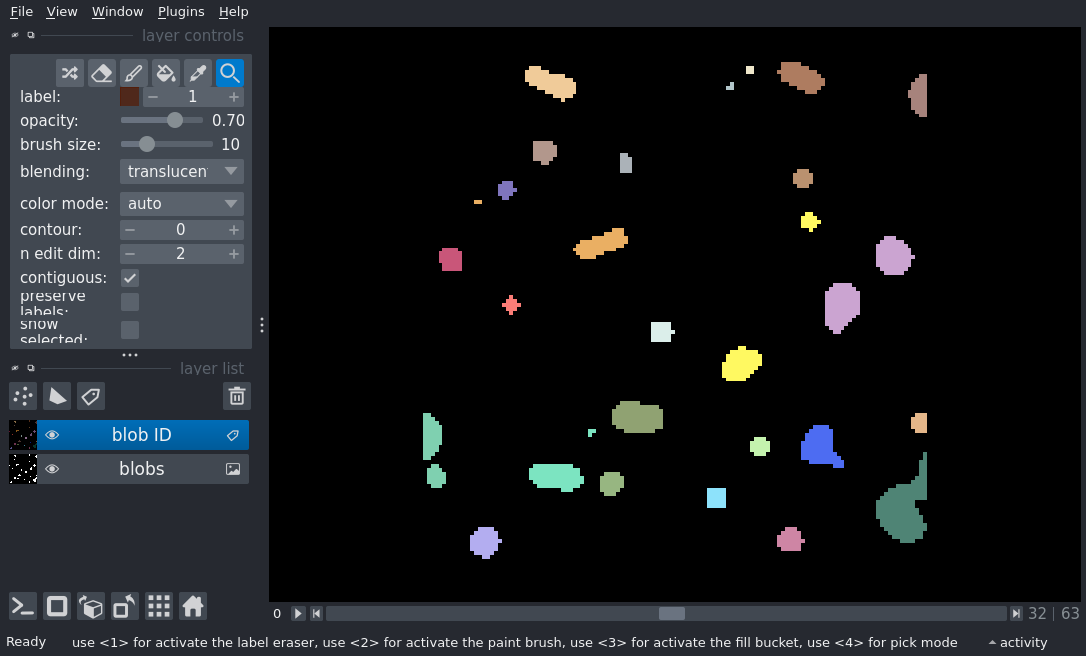 File View Window Plugins Help
layer controls
label: 1
opacity: 0.70
brush size: 10
blending: translucen
color mode: auto
contour: 0
n edit dim: 2
contiguous:
preserve
labels:
show
selected:
layer list
blob ID
blobs
0 32 63
Ready use <1> for activate the label eraser, use <2> for activate the paint brush, use <3> for activate the fill bucket, use <4> for pick mode activity